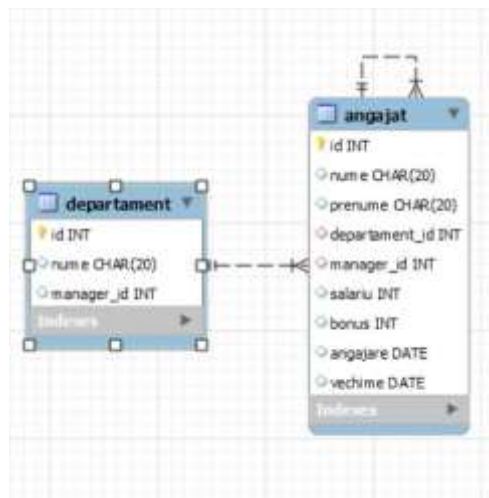 departament
id INT
nume CHAR(20)
manager_id INT
Indexes
angajat
id INT
nume CHAR(20)
prenume CHAR(20)
departament_id INT
manager_id INT
salariu INT
bonus INT
angajare DATE
vechime DATE
Indexes